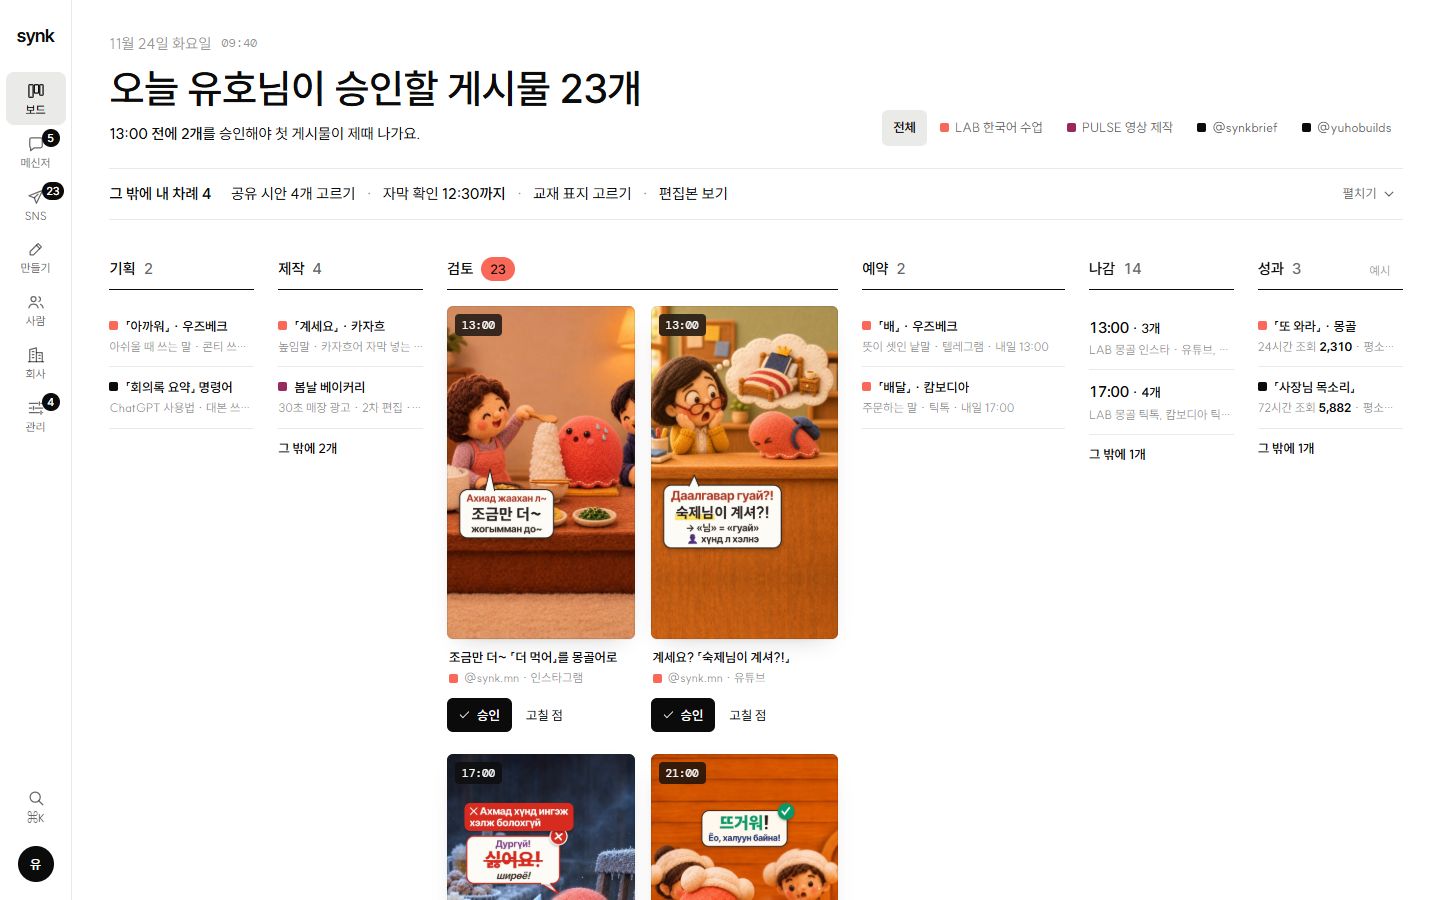 synk
보드
5
메신저
23
SNS
만들기
사람
회사
4
관리
⌘K
유
11월 24일 화요일 09:40
오늘 유호님이 승인할 게시물 23개
13:00 전에 2개를 승인해야 첫 게시물이 제때 나가요.
전체
LAB 한국어 수업
PULSE 영상 제작
@synkbrief
@yuhobuilds
그 밖에 내 차례 4 공유 시안 4개 고르기 · 자막 확인 12:30까지 · 교재 표지 고르기 · 편집본 보기
펼치기
기획 2
「아까워」 · 우즈베크
아쉬울 때 쓰는 말 · 콘티 쓰…
「회의록 요약」 명령어
ChatGPT 사용법 · 대본 쓰…
제작 4
「계세요」 · 카자흐
높임말 · 카자흐어 자막 넣는 …
봄날 베이커리
30초 매장 광고 · 2차 편집 · …
그 밖에 2개
검토 23
13:00
Ахиад жаахан л~
조금만 더~
жогымман до~
조금만 더~ 「더 먹어」를 몽골어로
@synk.mn · 인스타그램
승인
고칠 점
13:00
Даалгавар гуай?!
숙제님이 계셔?!
→ «님» = «гуай»
хүнд л хэлнэ
계세요? 「숙제님이 계셔?!」
@synk.mn · 유튜브
승인
고칠 점
17:00
Ахмад хүнд ингэж
хэлж болохгүй
Дургүй!
싫어요!
ширөё!
21:00
뜨거워!
Ёо, халуун байна!
예약 2
「배」 · 우즈베크
뜻이 셋인 낱말 · 텔레그램 · 내일 13:00
「배달」 · 캄보디아
주문하는 말 · 틱톡 · 내일 17:00
나감 14
13:00 · 3개
LAB 몽골 인스타 · 유튜브, …
17:00 · 4개
LAB 몽골 틱톡, 캄보디아 틱…
그 밖에 1개
성과 3 예시
「또 와라」 · 몽골
24시간 조회 2,310 · 평소…
「사장님 목소리」
72시간 조회 5,882 · 평소…
그 밖에 1개